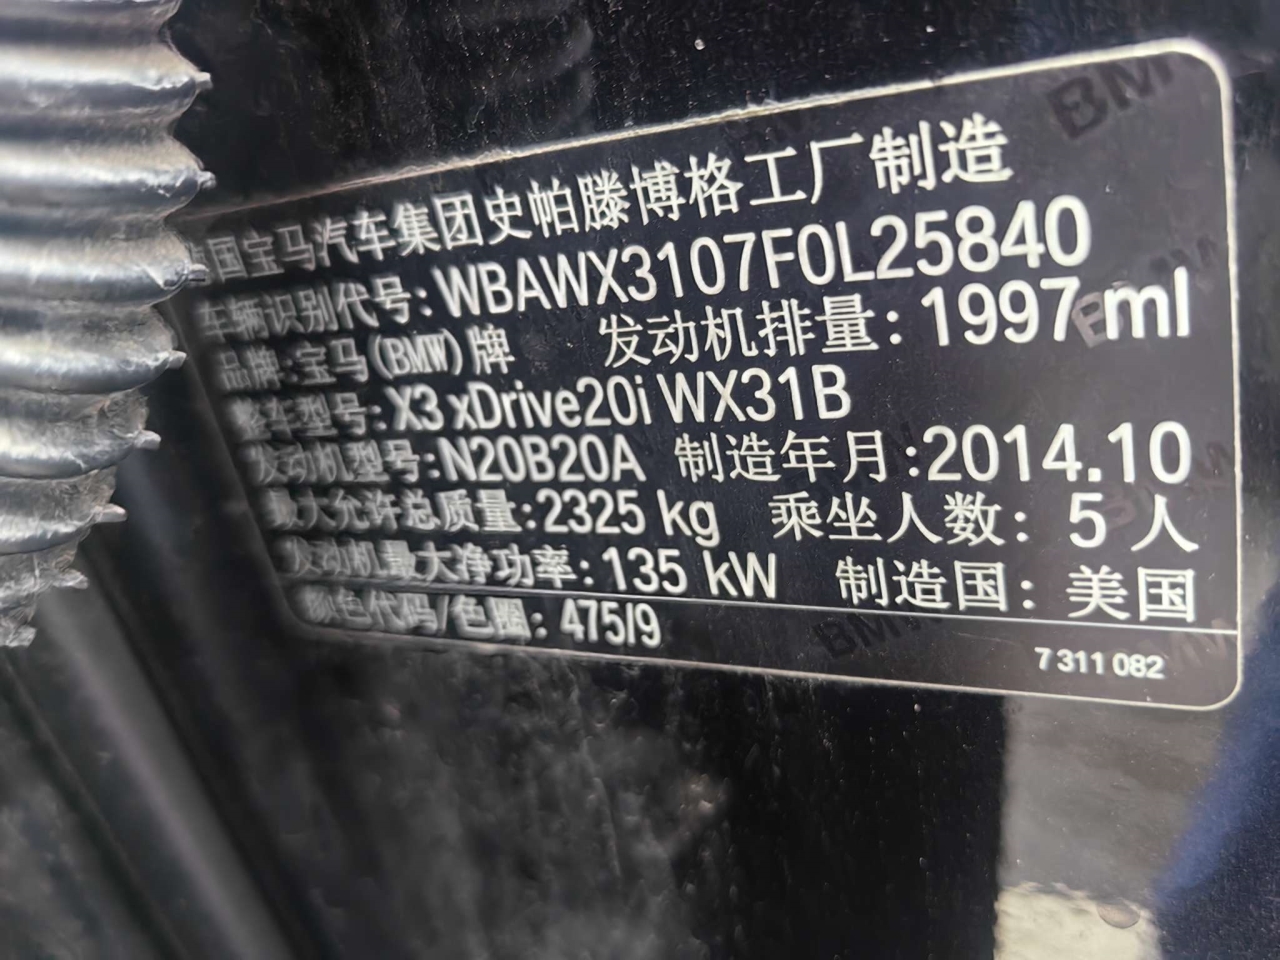 美国宝马汽车集团史帕滕博格工厂制造
车辆识别代号:WBAWX3107F0L25840
品牌:宝马(BMW)牌 发动机排量:1997 ml
整车型号:X3 xDrive20i WX31B
发动机型号:N20B20A 制造年月:2014.10
最大允许总质量:2325 kg 乘坐人数: 5 人
发动机最大净功率:135 kW 制造国:美国
颜色代码/色圈: 475/9
7 311 082